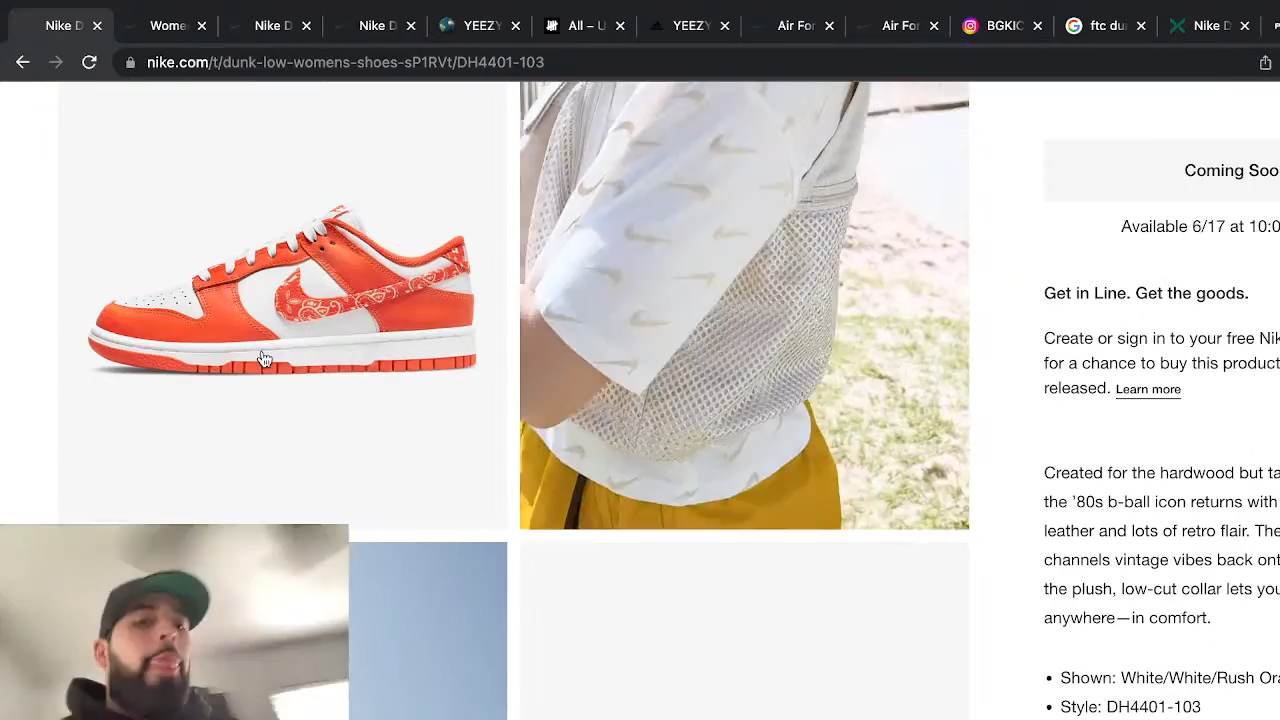 Nike D
Wome
Nike D
Nike D
YEEZY
All – U
YEEZY
Air For
Air For
BGKIC
ftc du
Nike D
nike.com/t/dunk-low-womens-shoes-sP1RVt/DH4401-103
Coming Soo
Available 6/17 at 10:0
Get in Line. Get the goods.
Create or sign in to your free Nik
for a chance to buy this product
released. Learn more
Created for the hardwood but ta
the '80s b-ball icon returns with
leather and lots of retro flair. The
channels vintage vibes back ont
the plush, low-cut collar lets you
anywhere—in comfort.
• Shown: White/White/Rush Ora
• Style: DH4401-103